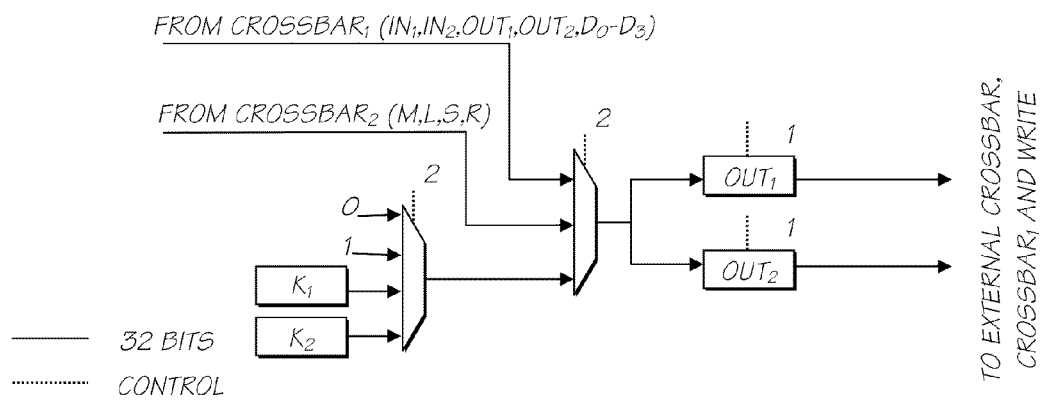 FROM CROSSBAR₁ (IN₁,IN₂,OUT₁,OUT₂,D₀-D₃)
FROM CROSSBAR₂ (M,L,S,R)
2
1
OUT₁
2
0
1
1
OUT₂
K₁
K₂
32 BITS
CONTROL
TO EXTERNAL CROSSBAR,
CROSSBAR₁ AND WRITE